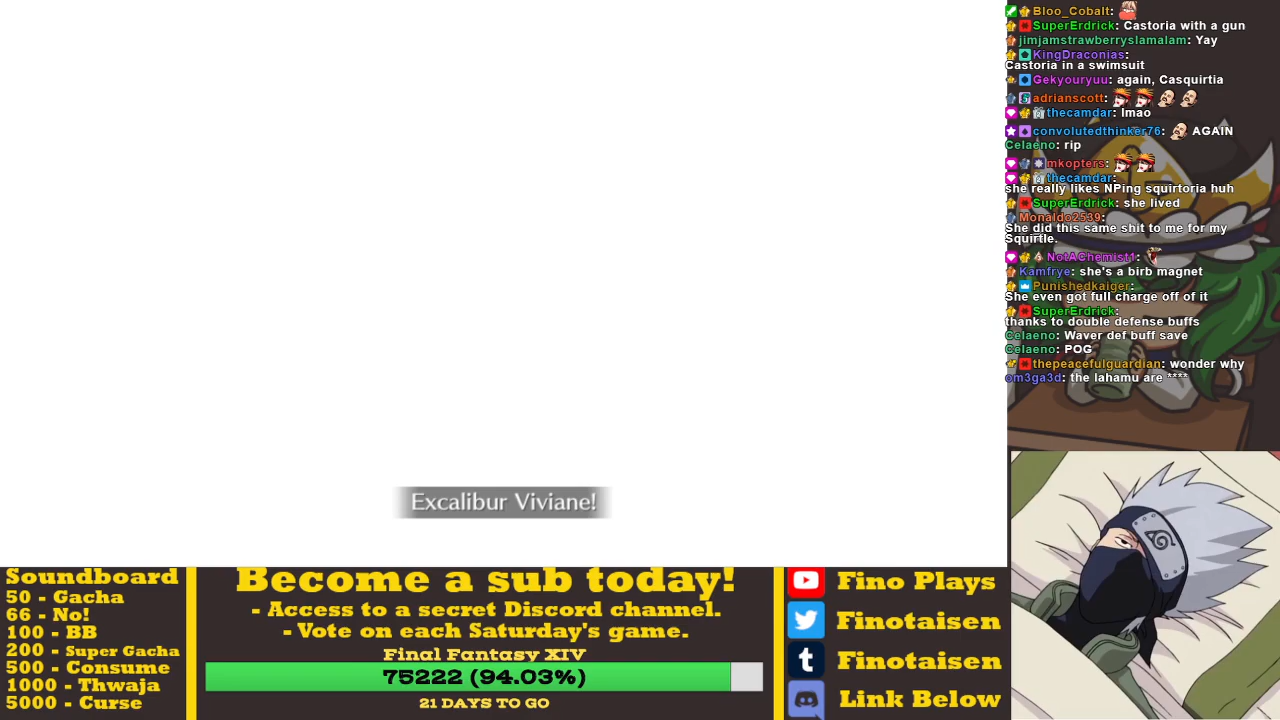 Bloo_Cobalt:
SuperErdrick: Castoria with a gun
jimjamstrawberryslamalam: Yay
KingDraconias:
Castoria in a swimsuit
Gekyouryuu: again, Casquirtia
adrianscott:
thecamdar: lmao
convolutedthinker76: AGAIN
Celaeno: rip
mkopters:
thecamdar:
she really likes NPing squirtoria huh
SuperErdrick: she lived
Monaldo2539:
She did this same shit to me for my
Squirtle.
NotAChemist1:
Kamfrye: she's a birb magnet
Punishedkaiger:
She even got full charge off of it
SuperErdrick:
thanks to double defense buffs
Celaeno: Waver def buff save
Celaeno: POG
thepeacefulguardian: wonder why
om3ga3d: the lahamu are ****
Excalibur Viviane!
Soundboard
50 - Gacha
66 - No!
100 - BB
200 - Super Gacha
500 - Consume
1000 - Thwaja
5000 - Curse
Become a sub today!
- Access to a secret Discord channel.
- Vote on each Saturday's game.
Final Fantasy XIV
75222 (94.03%)
21 DAYS TO GO
Fino Plays
Finotaisen
Finotaisen
Link Below